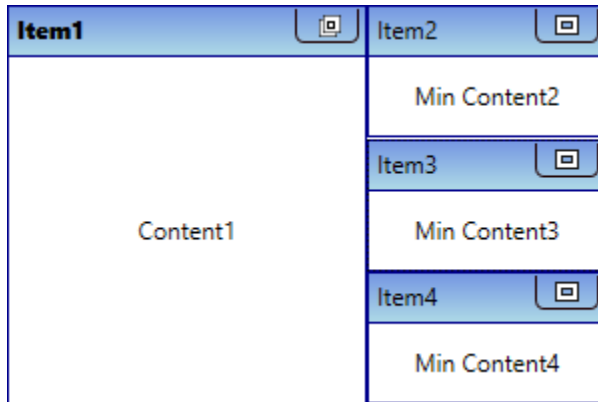 Item1
Content1
Item2
Min Content2
Item3
Min Content3
Item4
Min Content4